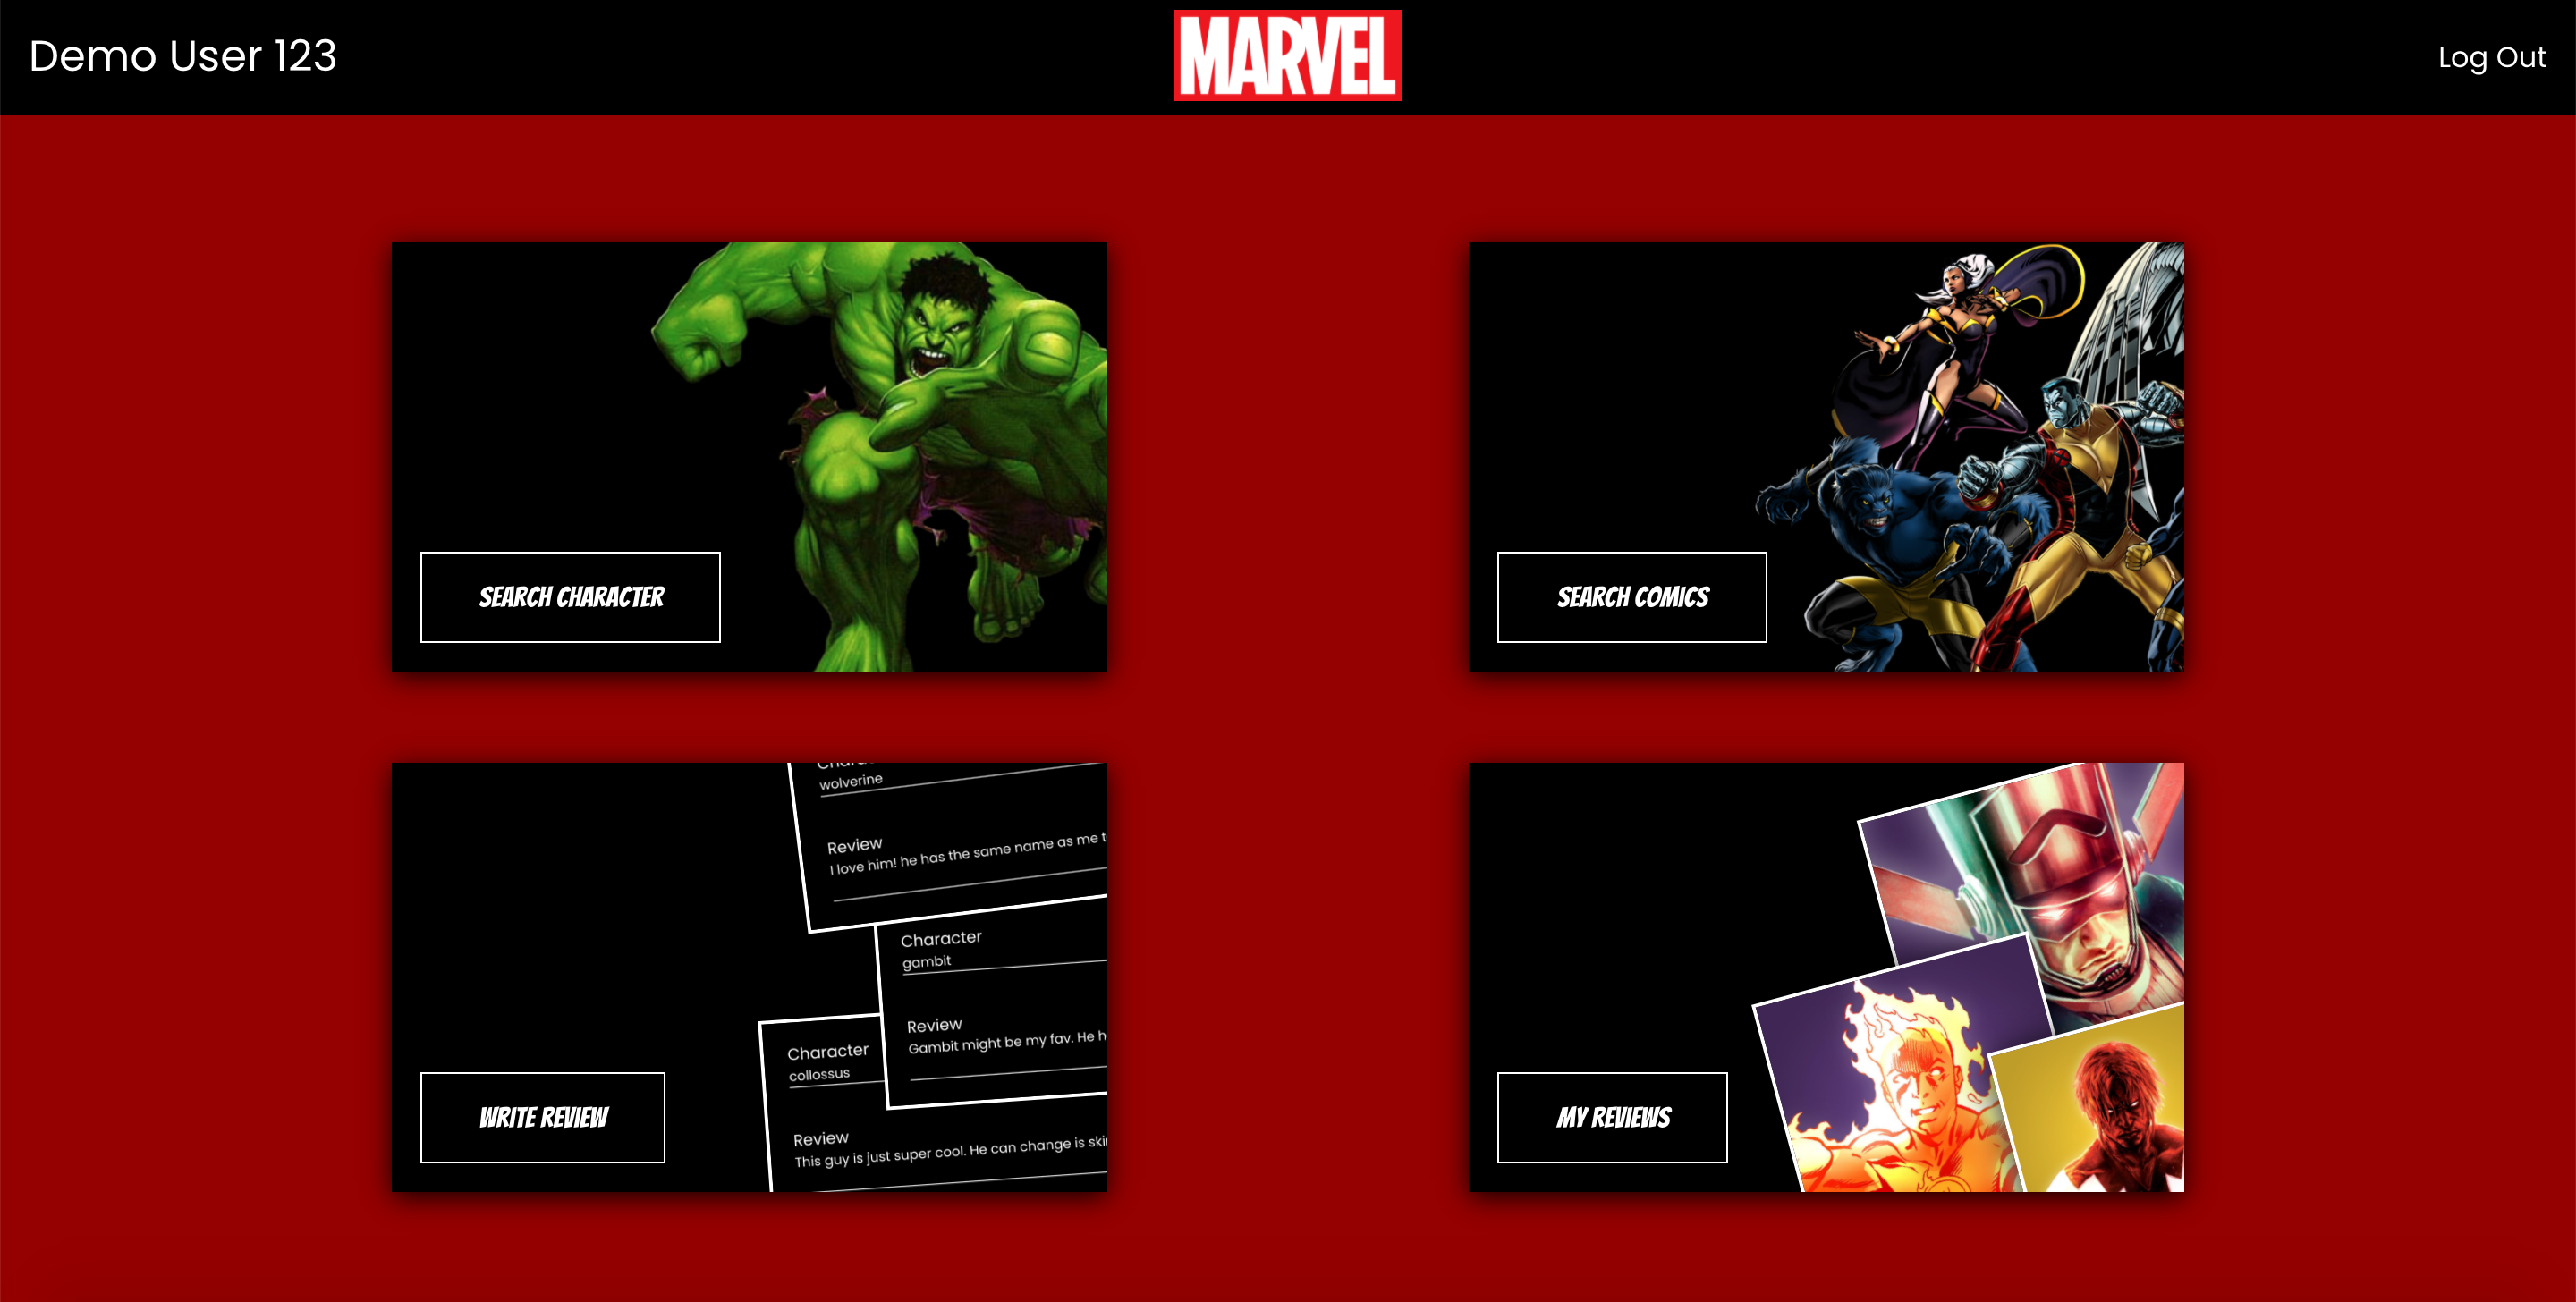 Demo User 123
MARVEL
Log Out
SEARCH CHARACTER
SEARCH COMICS
wolverine
Review
I love him! he has the same name as me
Character
gambit
Review
Gambit might be my fav. He
Character
collossus
Review
This guy is just super cool. He can change is
WRITE REVIEW
MY REVIEWS